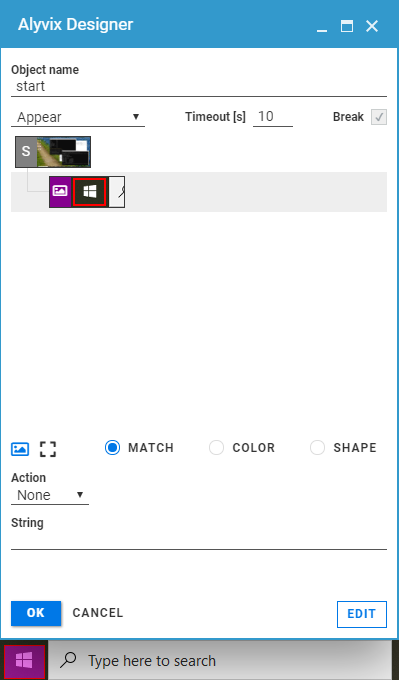 Alyvix Designer
Object name
start
Appear Timeout [s] 10 Break
S
MATCH COLOR SHAPE
Action
None
String
OK CANCEL EDIT
Type here to search